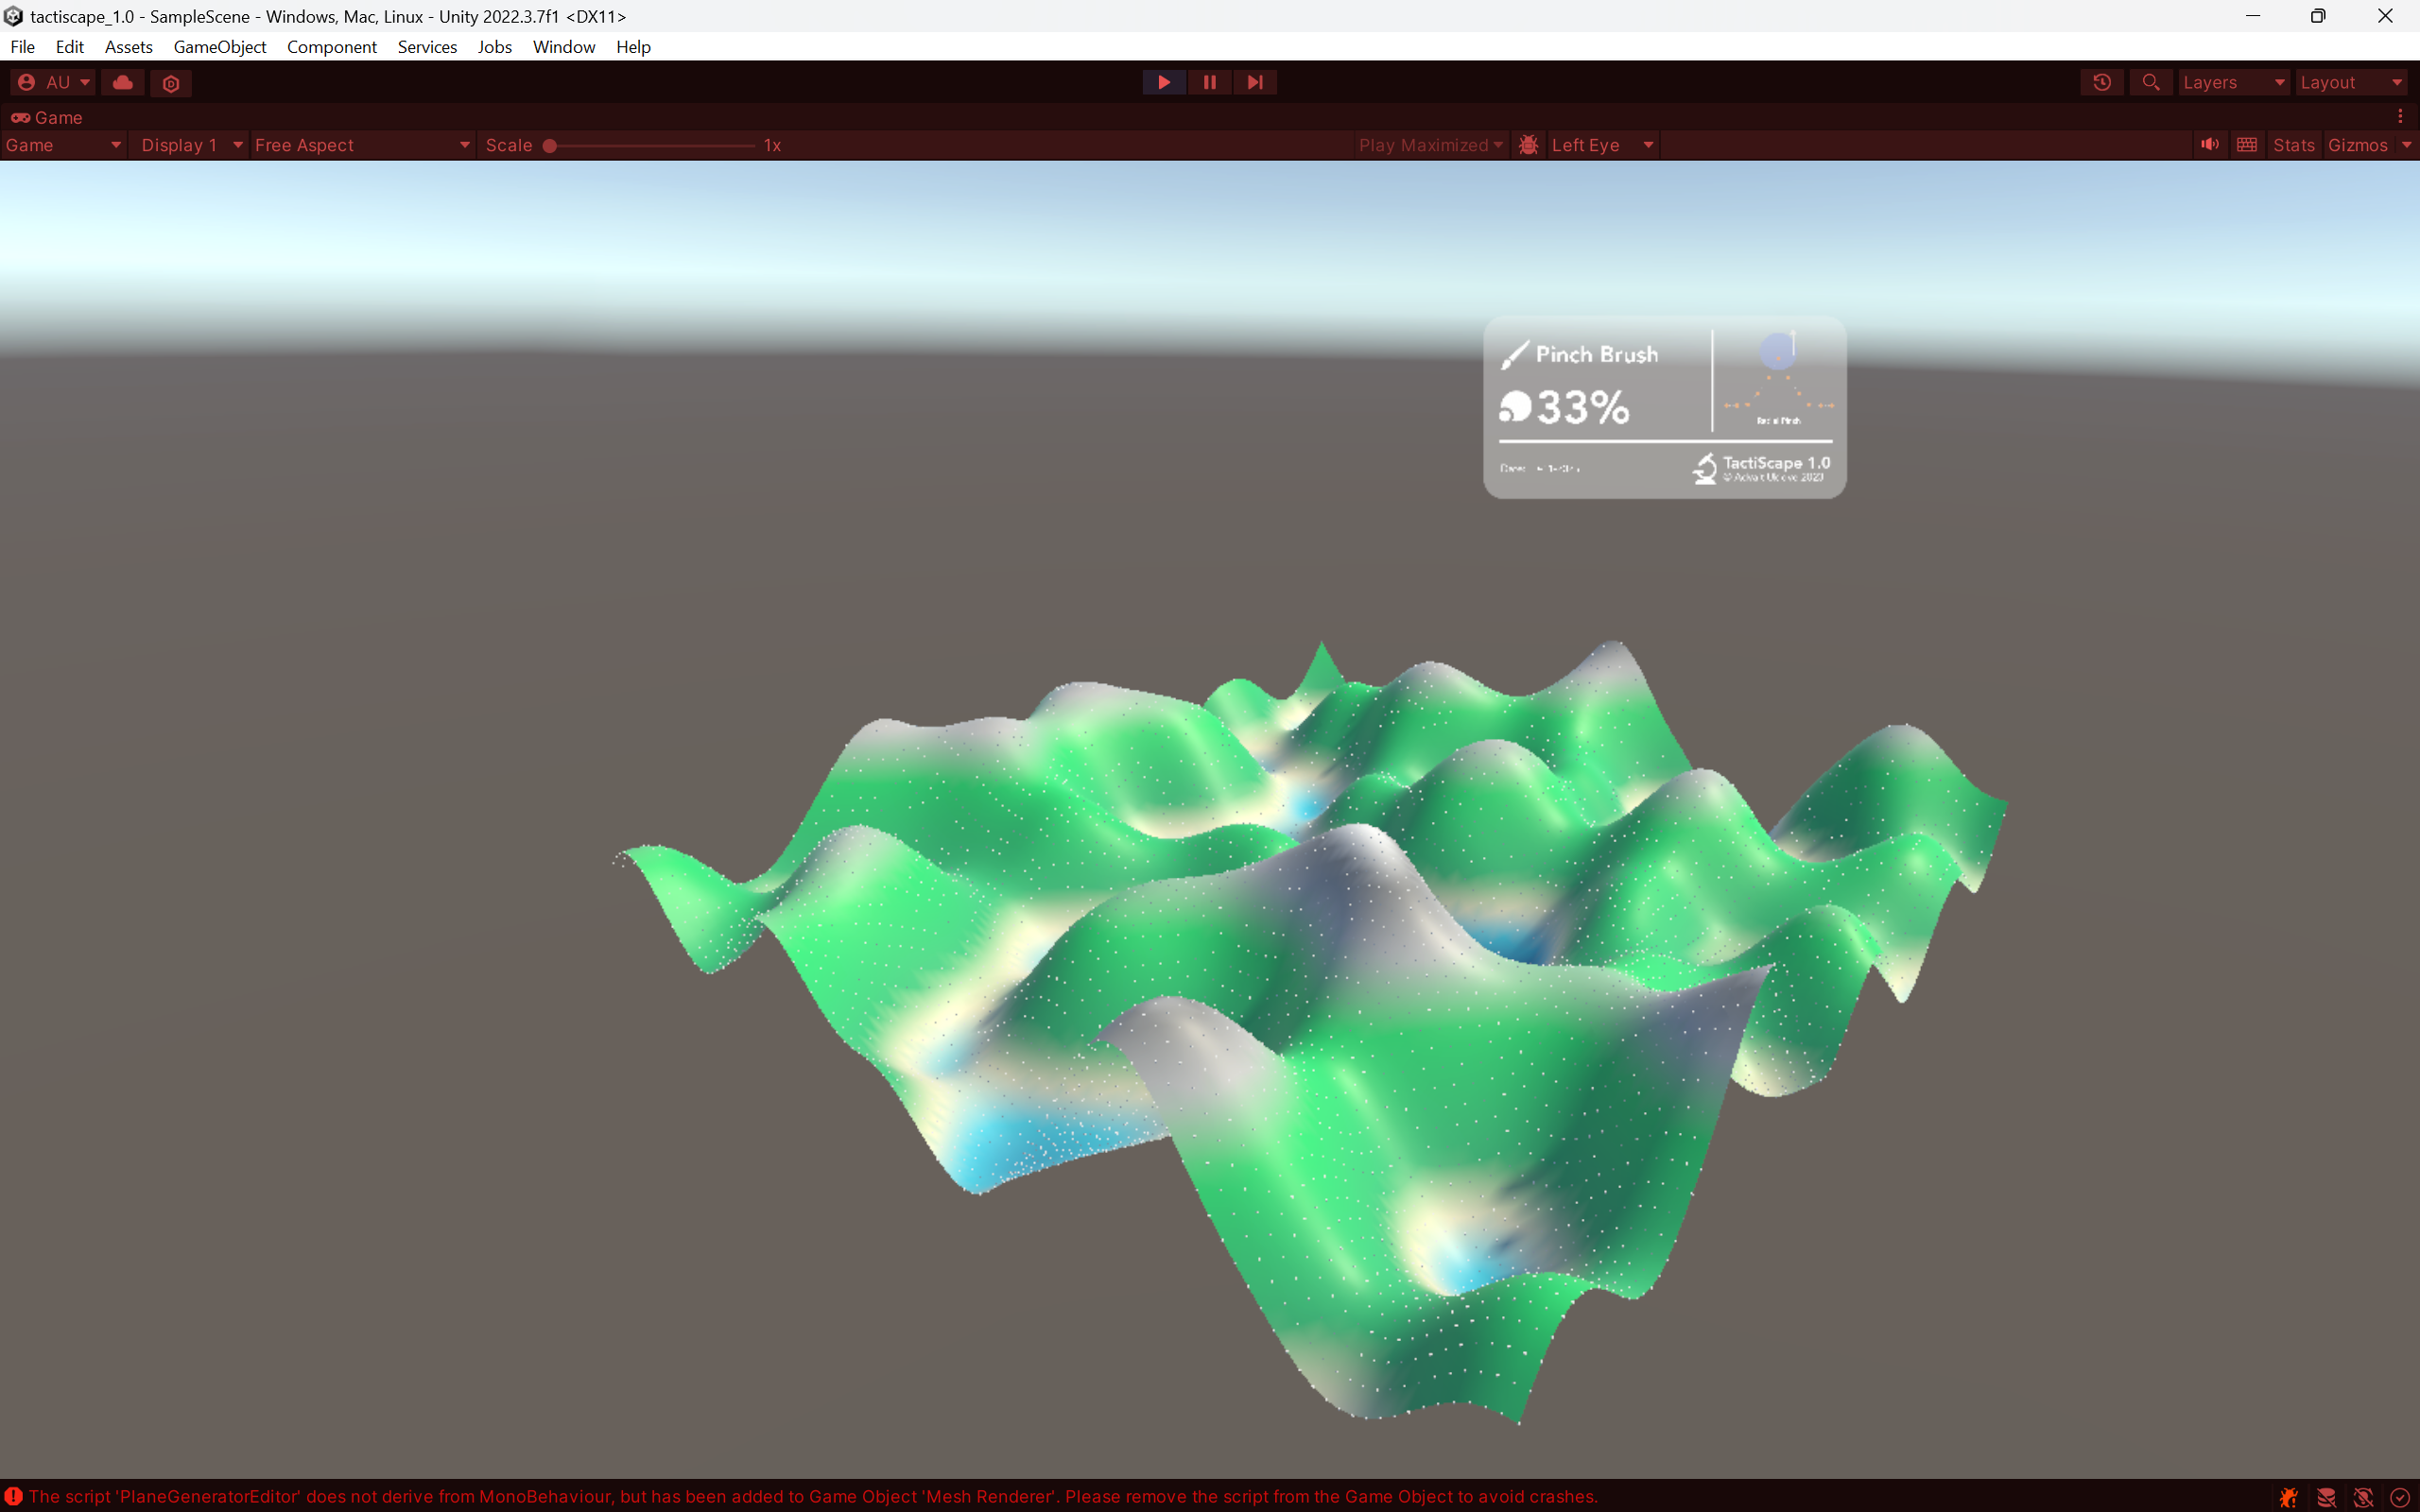 tactiscape_1.0 - SampleScene - Windows, Mac, Linux - Unity 2022.3.7f1 <DX11>
File Edit Assets GameObject Component Services Jobs Window Help
AU Layers Layout
Game
Game Display 1 Free Aspect Scale 1x Play Maximized Left Eye Stats Gizmos
Pinch Brush
33%
Pinch
TactiScape 1.0
2023
The script 'PlaneGeneratorEditor' does not derive from MonoBehaviour, but has been added to Game Object 'Mesh Renderer'. Please remove the script from the Game Object to avoid crashes.